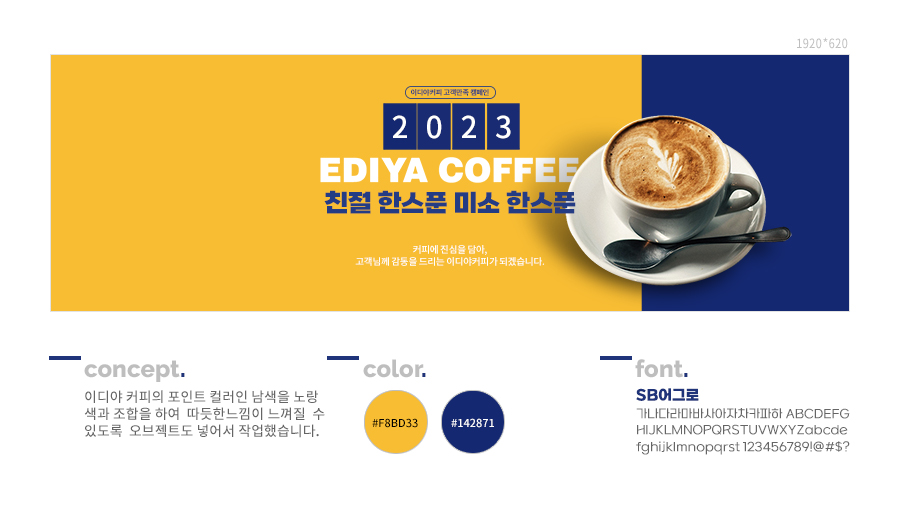 1920*620
이디야커피 고객만족 캠페인
2023
EDIYA COFFEE
친절 한스푼 미소 한스푼
커피에 진심을 담아,
고객님께 감동을 드리는 이디야커피가 되겠습니다.
concept.
이디야 커피의 포인트 컬러인 남색을 노랑
색과 조합을 하여 따듯한느낌이 느껴질 수
있도록 오브젝트도 넣어서 작업했습니다.
color.
#F8BD33
#142871
font.
SB어그로
가나다라마바사아자차카파하 ABCDEFG
HIJKLMNOPQRSTUVWXYZabcde
fghijklmnopqrst 123456789!@#$?